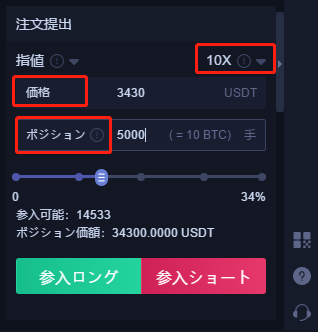 注文提出
指値 10X
価格 3430 USDT
ポジション 5000 ( = 10 BTC) 手
0 34%
参入可能: 14533
ポジション価額: 34300.0000 USDT
参入ロング 参入ショート